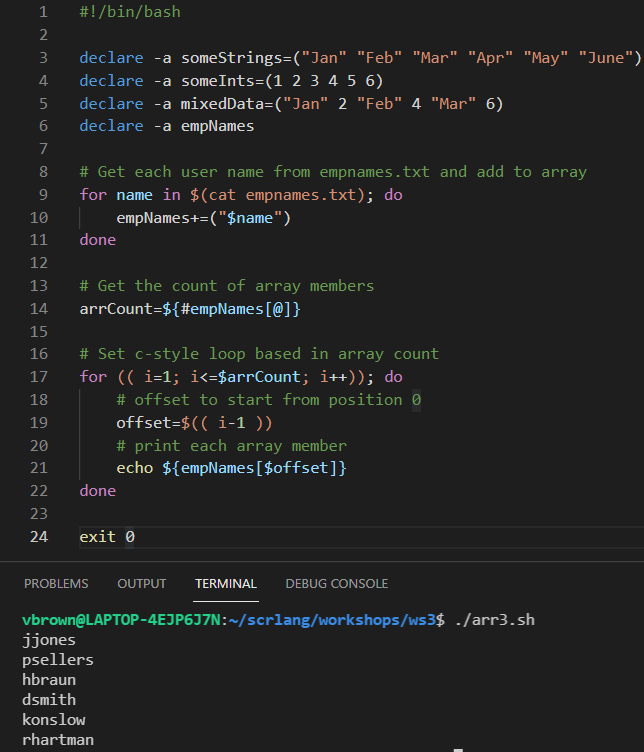 1 #!/bin/bash
2
3 declare -a someStrings=("Jan" "Feb" "Mar" "Apr" "May" "June")
4 declare -a someInts=(1 2 3 4 5 6)
5 declare -a mixedData=("Jan" 2 "Feb" 4 "Mar" 6)
6 declare -a empNames
7
8 # Get each user name from empnames.txt and add to array
9 for name in $(cat empnames.txt); do
10     empNames+=("$name")
11 done
12
13 # Get the count of array members
14 arrCount=${#empNames[@]}
15
16 # Set c-style loop based in array count
17 for (( i=1; i<=$arrCount; i++)); do
18     # offset to start from position 0
19     offset=$(( i-1 ))
20     # print each array member
21     echo ${empNames[$offset]}
22 done
23
24 exit 0
PROBLEMS OUTPUT TERMINAL DEBUG CONSOLE
vbrown@LAPTOP-4EJP6J7N:~/scrlang/workshops/ws3$ ./arr3.sh
jjones
psellers
hbraun
dsmith
konslow
rhartman